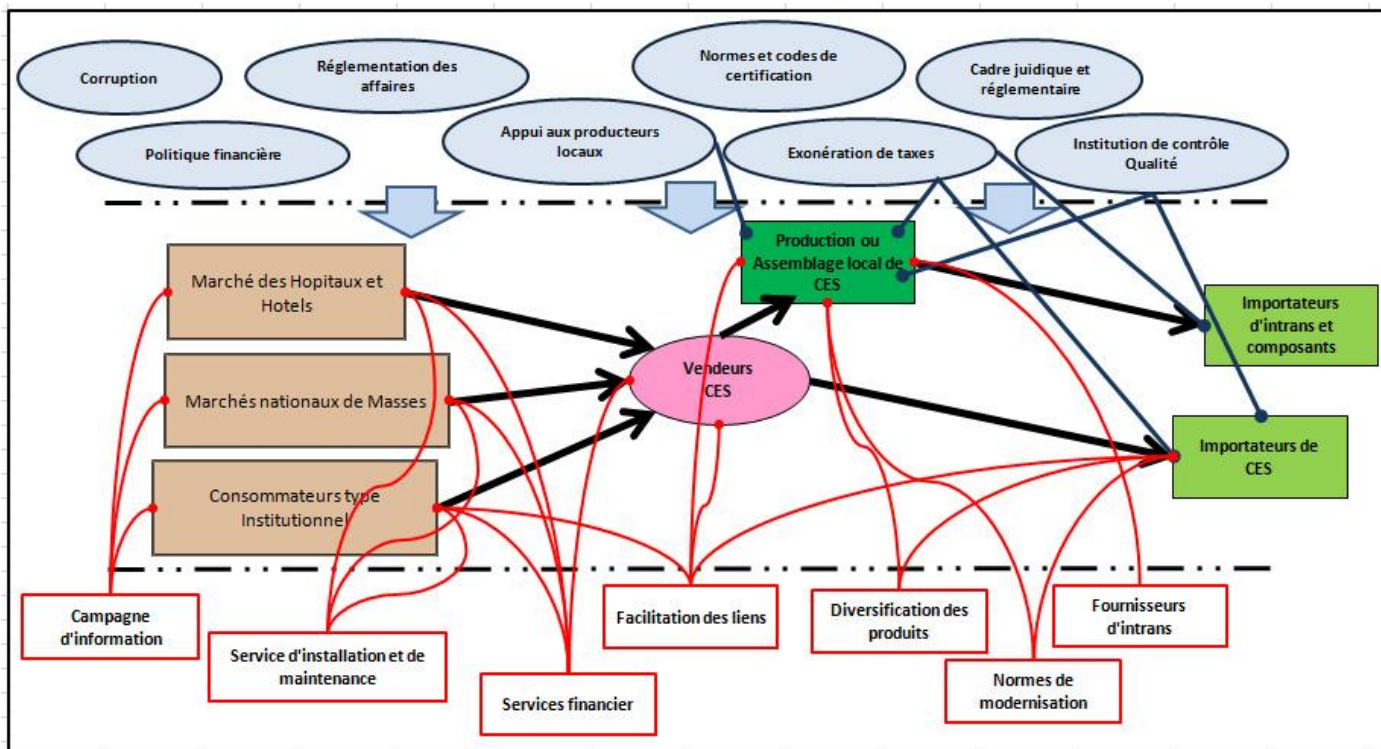 Corruption
Réglementation des
affaires
Normes et codes de
certification
Cadre juidique et
réglementaire
Politique financière
Appui aux producteurs
locaux
Exonération de taxes
Institution de contrôle
Qualité
Marché des Hopitaux et
Hotels
Production ou
Assemblage local de
CES
Importateurs
d'intrans et
composants
Marchés nationaux de Masses
Vendeurs
CES
Importateurs de
CES
Consommateurs type
Institutionnel
Campagne
d'information
Service d'installation et de
maintenance
Services financier
Facilitation des liens
Diversification des
produits
Normes de
modernisation
Fournisseurs
d'intrans